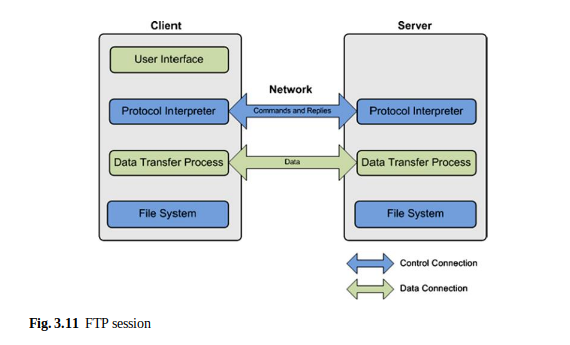 Client
Server
User Interface
Network
Protocol Interpreter
Commands and Replies
Protocol Interpreter
Data Transfer Process
Data
Data Transfer Process
File System
File System
Control Connection
Data Connection
Fig. 3.11 FTP session